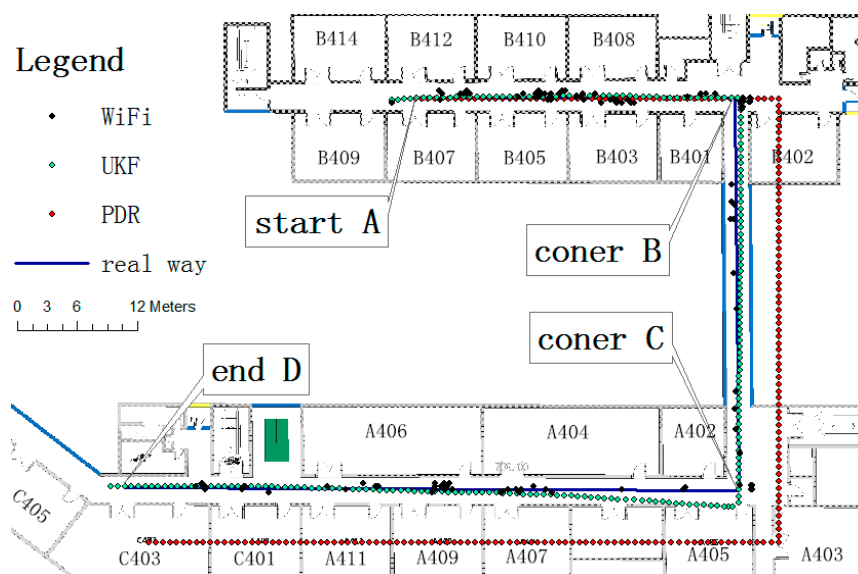 B414 B412 B410 B408
Legend
WiFi
UKF
PDR
real way
0 3 6 12 Meters
B409 B407 B405 B403 B401 B402
start A
coner B
coner C
end D
A406 A404 A402
C405
C403 C401 A411 A409 A407 A405 A403